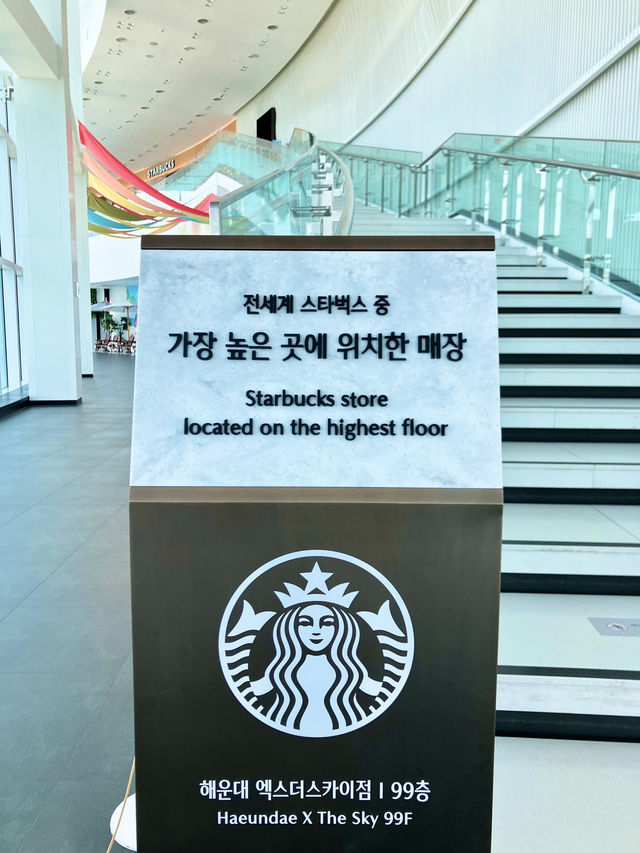 STARBUCKS
전세계 스타벅스 중
가장 높은 곳에 위치한 매장
Starbucks store
located on the highest floor
해운대 엑스더스카이점 | 99층
Haeundae X The Sky 99F